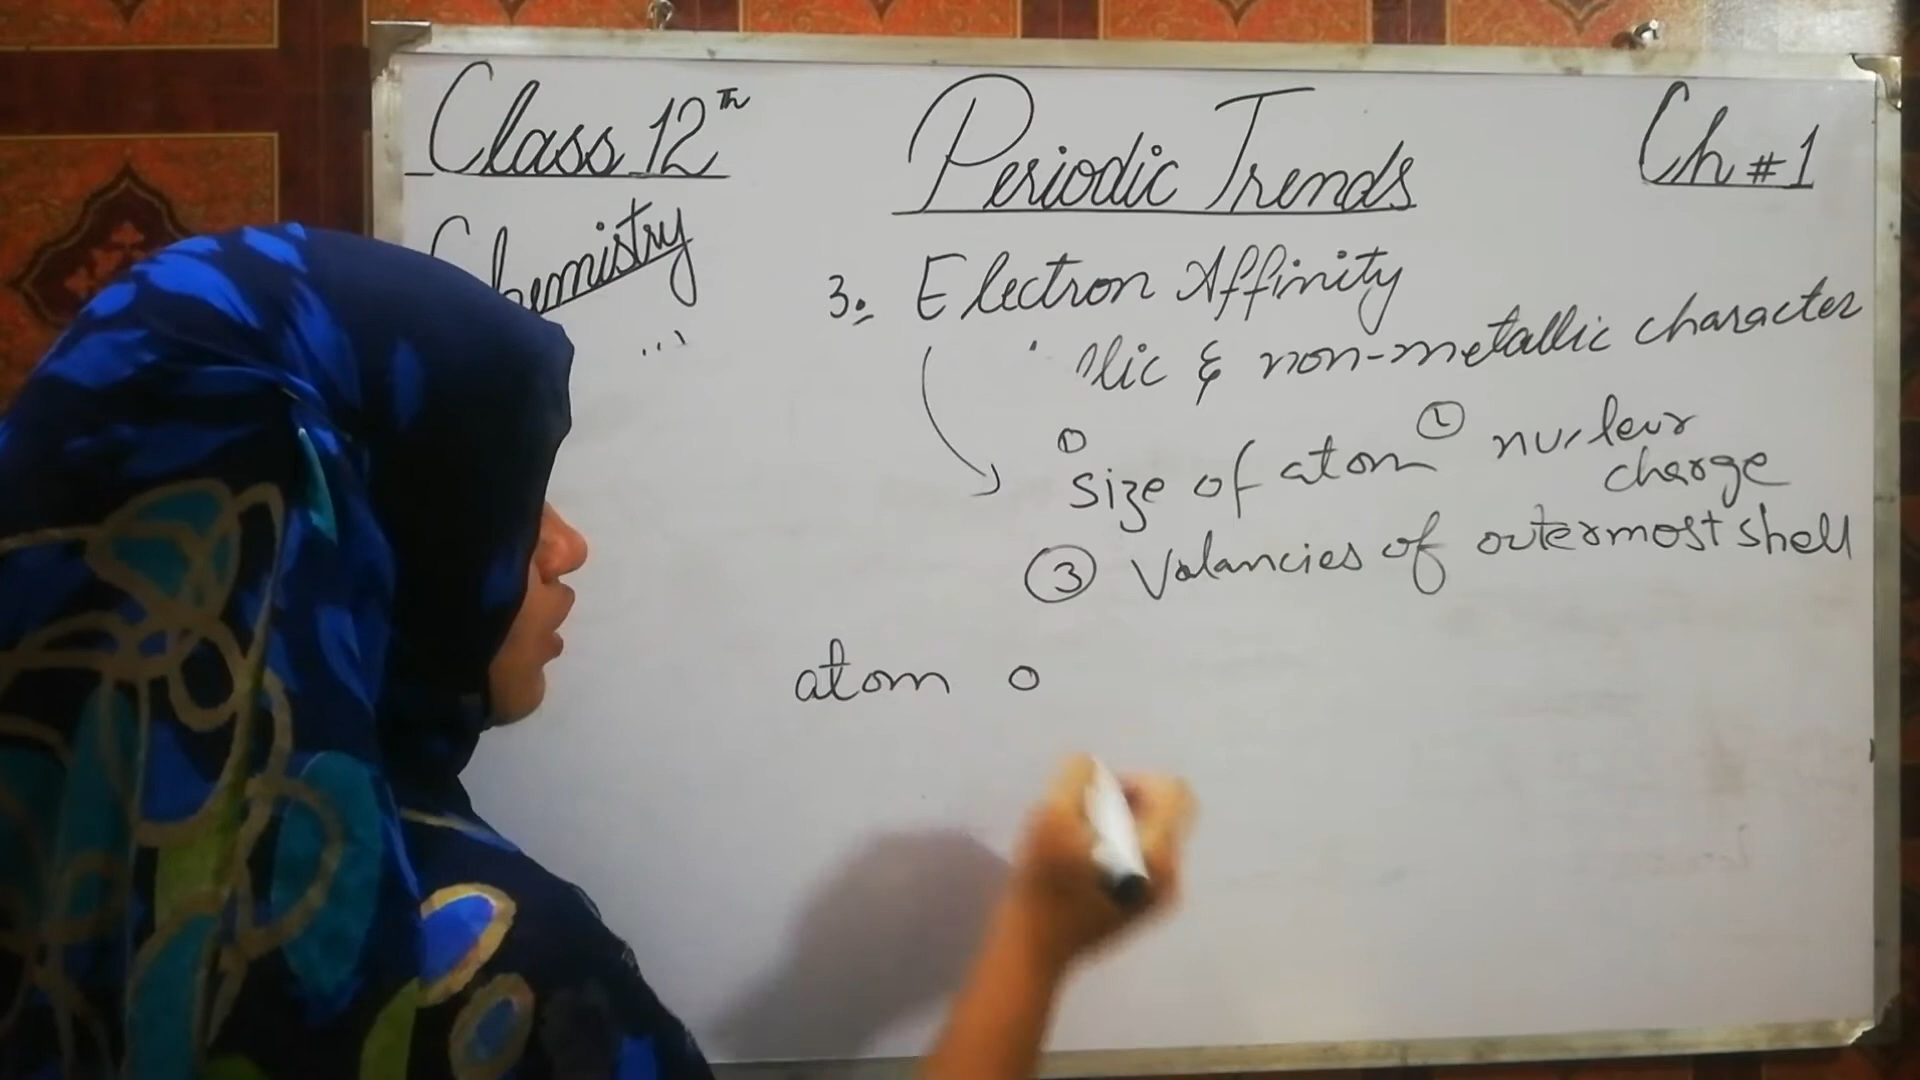 Class 12th
Periodic Trends
Ch # 1
Chemistry
3. Electron Affinity
& non-metallic character
① size of atom ② nuclear
charge
③ Valancies of outermost shell
atom o